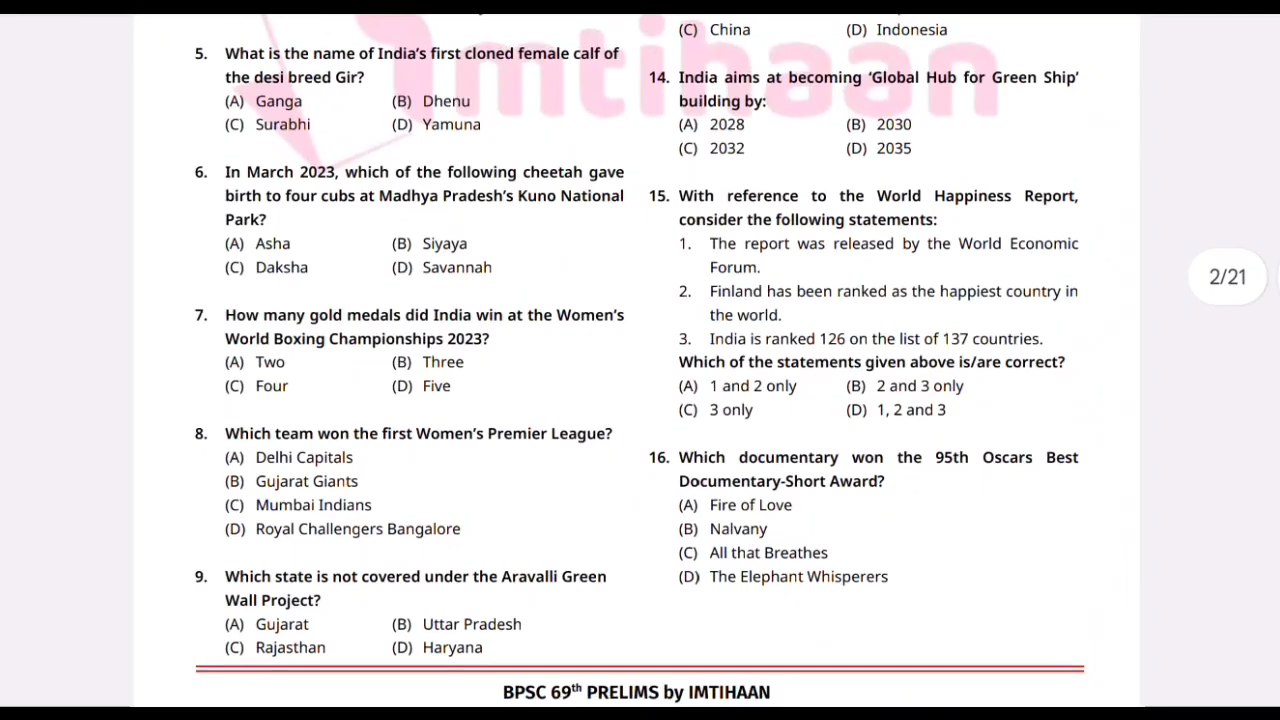 5. What is the name of India's first cloned female calf of
the desi breed Gir?
(A) Ganga (B) Dhenu
(C) Surabhi (D) Yamuna
6. In March 2023, which of the following cheetah gave
birth to four cubs at Madhya Pradesh's Kuno National
Park?
(A) Asha (B) Siyaya
(C) Daksha (D) Savannah
7. How many gold medals did India win at the Women's
World Boxing Championships 2023?
(A) Two (B) Three
(C) Four (D) Five
8. Which team won the first Women's Premier League?
(A) Delhi Capitals
(B) Gujarat Giants
(C) Mumbai Indians
(D) Royal Challengers Bangalore
9. Which state is not covered under the Aravalli Green
Wall Project?
(A) Gujarat (B) Uttar Pradesh
(C) Rajasthan (D) Haryana
(C) China (D) Indonesia
14. India aims at becoming 'Global Hub for Green Ship'
building by:
(A) 2028 (B) 2030
(C) 2032 (D) 2035
15. With reference to the World Happiness Report,
consider the following statements:
1. The report was released by the World Economic
Forum.
2. Finland has been ranked as the happiest country in
the world.
3. India is ranked 126 on the list of 137 countries.
Which of the statements given above is/are correct?
(A) 1 and 2 only (B) 2 and 3 only
(C) 3 only (D) 1, 2 and 3
16. Which documentary won the 95th Oscars Best
Documentary-Short Award?
(A) Fire of Love
(B) Nalvany
(C) All that Breathes
(D) The Elephant Whisperers
imtihaan
2/21
BPSC 69th PRELIMS by IMTIHAAN